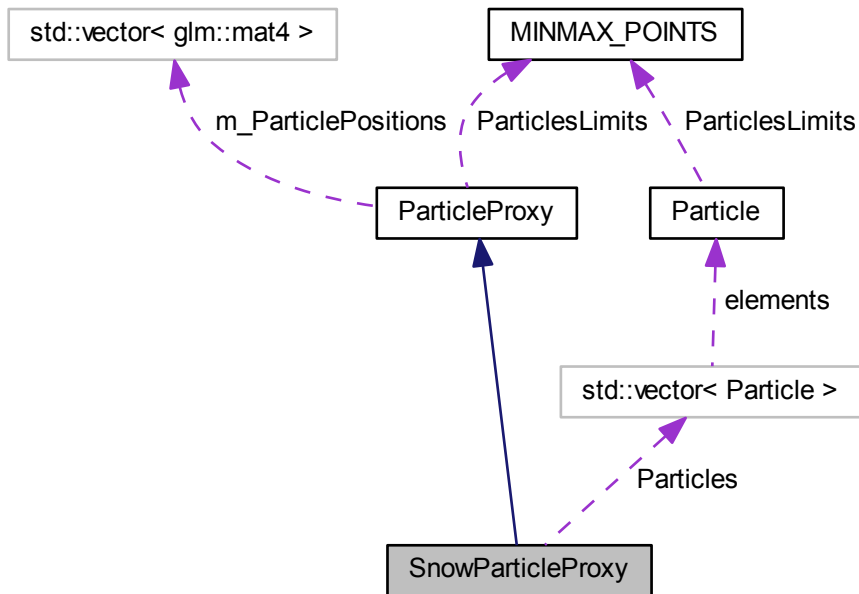 std::vector< glm::mat4 >
MINMAX_POINTS
m_ParticlePositions
ParticlesLimits
ParticlesLimits
ParticleProxy
Particle
elements
std::vector< Particle >
Particles
SnowParticleProxy